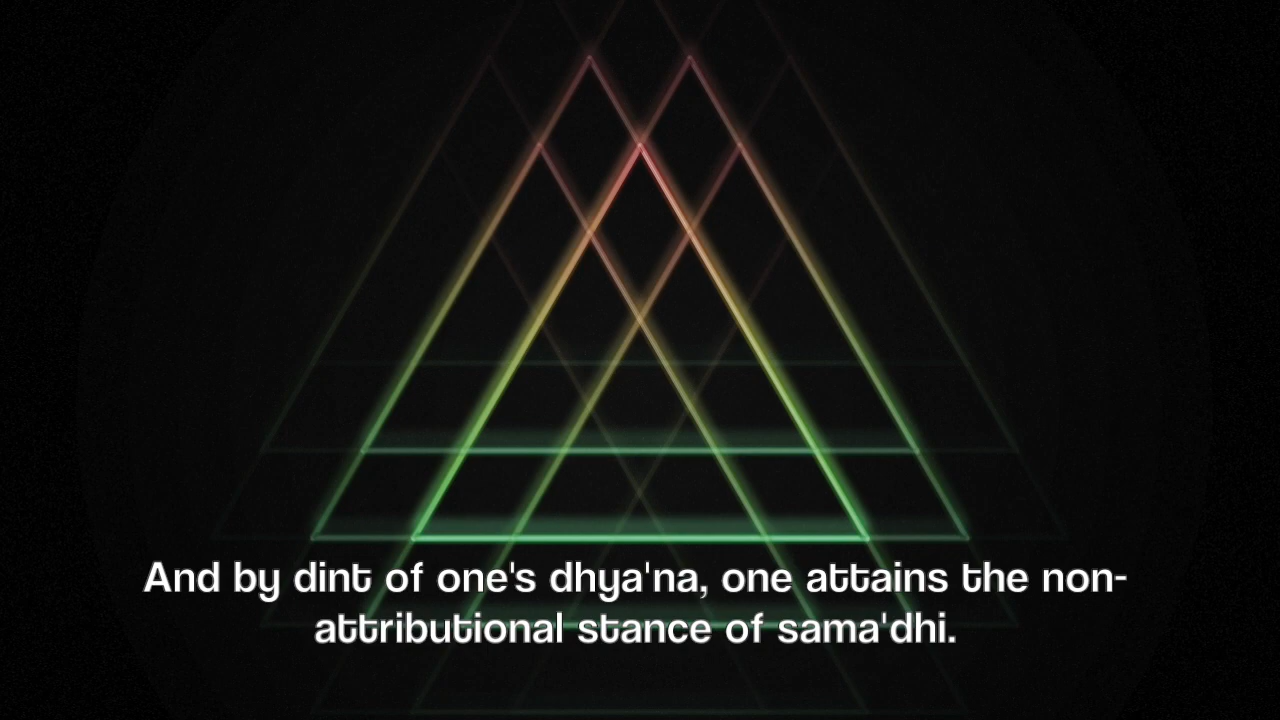 And by dint of one's dhya'na, one attains the non-
attributional stance of sama'dhi.